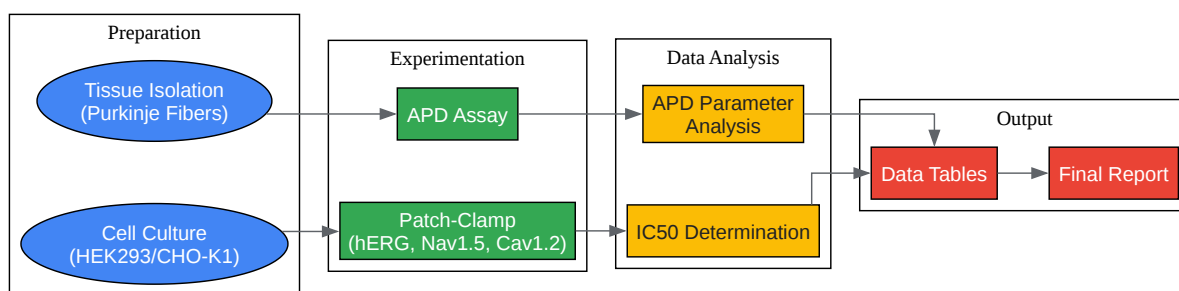 Preparation
Tissue Isolation
(Purkinje Fibers)
Cell Culture
(HEK293/CHO-K1)
Experimentation
APD Assay
Patch-Clamp
(hERG, Nav1.5, Cav1.2)
Data Analysis
APD Parameter
Analysis
IC50 Determination
Output
Data Tables
Final Report